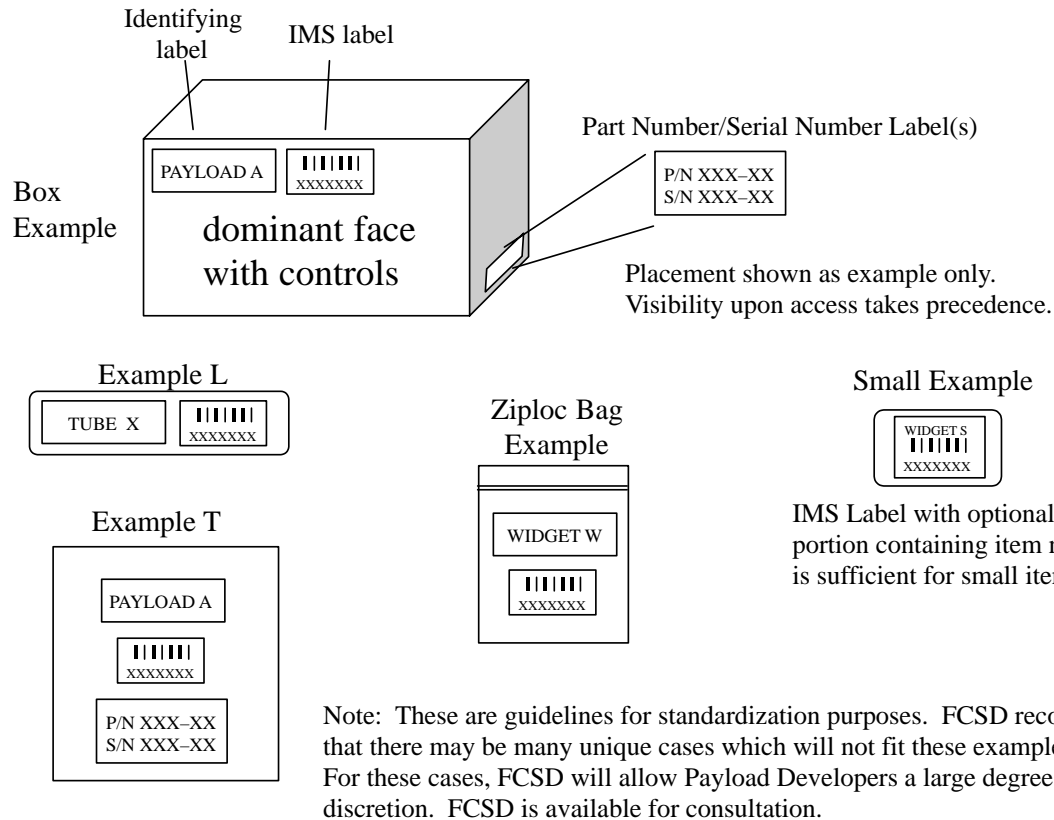 Identifying
label
IMS label
Part Number/Serial Number Label(s)
PAYLOAD A
XXXXXXX
P/N XXX–XX
S/N XXX–XX
Box
Example
dominant face
with controls
Placement shown as example only.
Visibility upon access takes precedence.
Example L
TUBE X
XXXXXXX
Ziploc Bag
Example
WIDGET W
XXXXXXX
Small Example
WIDGET S
XXXXXXX
IMS Label with optional
portion containing item
is sufficient for small
Example T
PAYLOAD A
XXXXXXX
P/N XXX–XX
S/N XXX–XX
Note: These are guidelines for standardization purposes. FCSD
that there may be many unique cases which will not fit these
For these cases, FCSD will allow Payload Developers a large degree
discretion. FCSD is available for consultation.